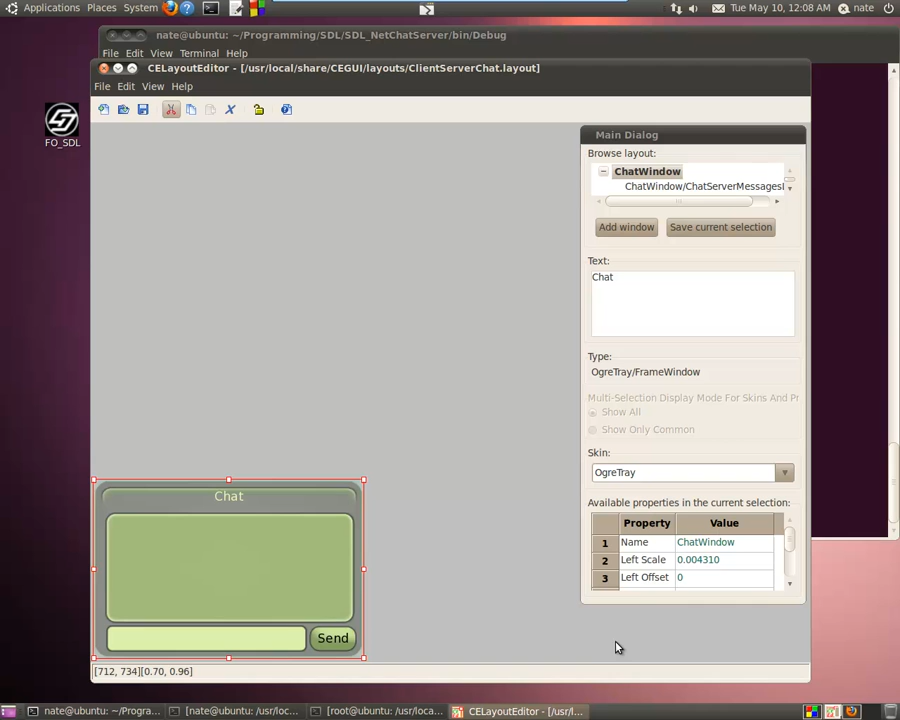 Applications Places System Tue May 10, 12:08 AM nate
nate@ubuntu: ~/Programming/SDL/SDL_NetChatServer/bin/Debug
File Edit View Terminal Help
CELayoutEditor - [/usr/local/share/CEGUI/layouts/ClientServerChat.layout]
File Edit View Help
FO_SDL
Main Dialog
Browse layout:
ChatWindow
ChatWindow/ChatServerMessages
Add window Save current selection
Text:
Chat
Type:
OgreTray/FrameWindow
Multi-Selection Display Mode For Skins And Pr
Show All
Show Only Common
Skin:
OgreTray
Available properties in the current selection:
Property Value
1 Name ChatWindow
2 Left Scale 0.004310
3 Left Offset 0
Chat
Send
[712, 734][0.70, 0.96]
nate@ubuntu: ~/Progra... [nate@ubuntu: /usr/loc... [root@ubuntu: /usr/loca... CELayoutEditor - [/usr/l...